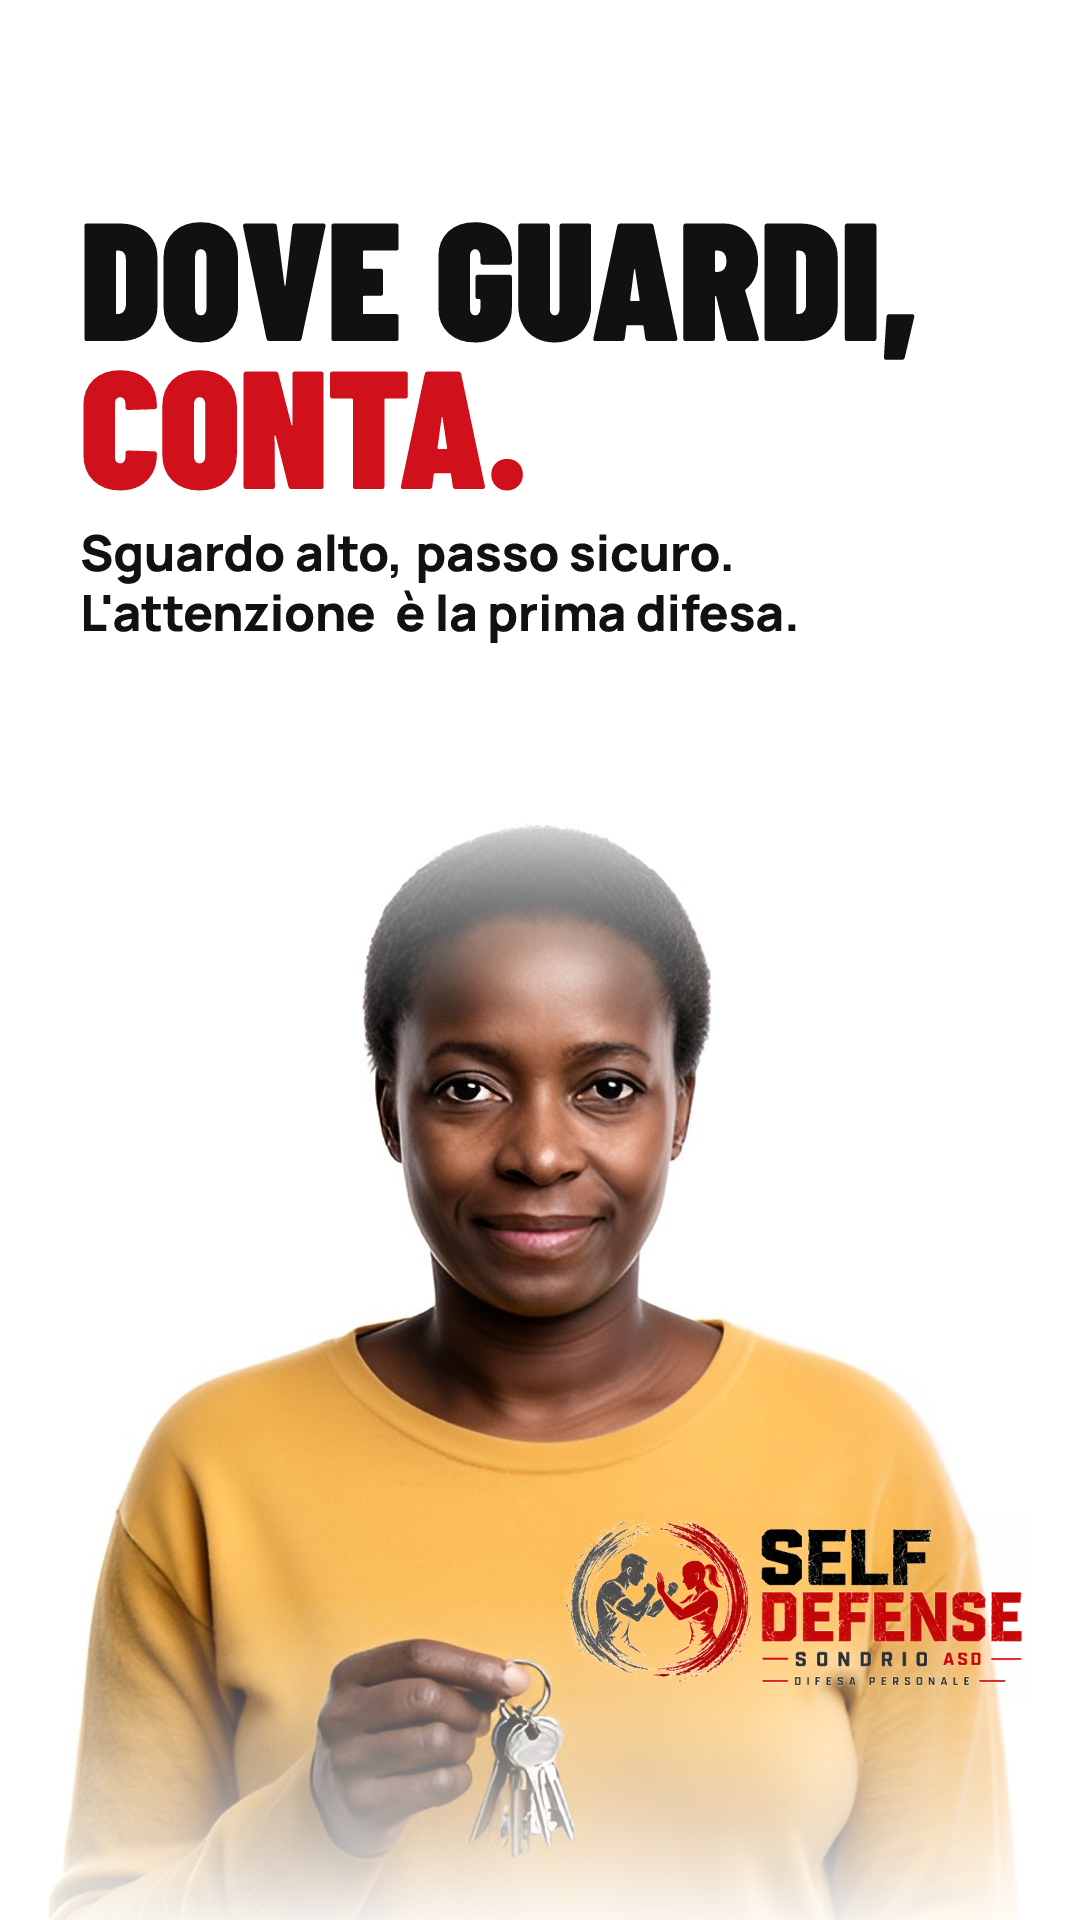 DOVE GUARDI,
CONTA.
Sguardo alto, passo sicuro.
L'attenzione  è la prima difesa.
SELF
DEFENSE
SONDRIO ASD
DIFESA PERSONALE